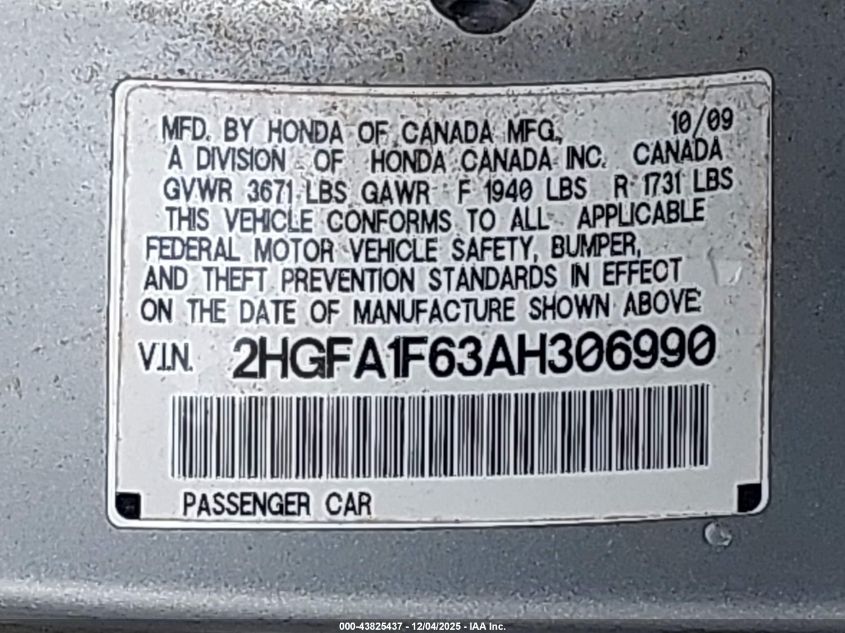 MFD. BY HONDA OF CANADA MFG., 10/09
A DIVISION OF HONDA CANADA INC. CANADA
GVWR 3671 LBS GAWR F 1940 LBS R 1731 LBS
THIS VEHICLE CONFORMS TO ALL APPLICABLE
FEDERAL MOTOR VEHICLE SAFETY, BUMPER,
AND THEFT PREVENTION STANDARDS IN EFFECT
ON THE DATE OF MANUFACTURE SHOWN ABOVE.
V.I.N. 2HGFA1F63AH306990
PASSENGER CAR
000-43825437 - 12/04/2025 - IAA Inc.